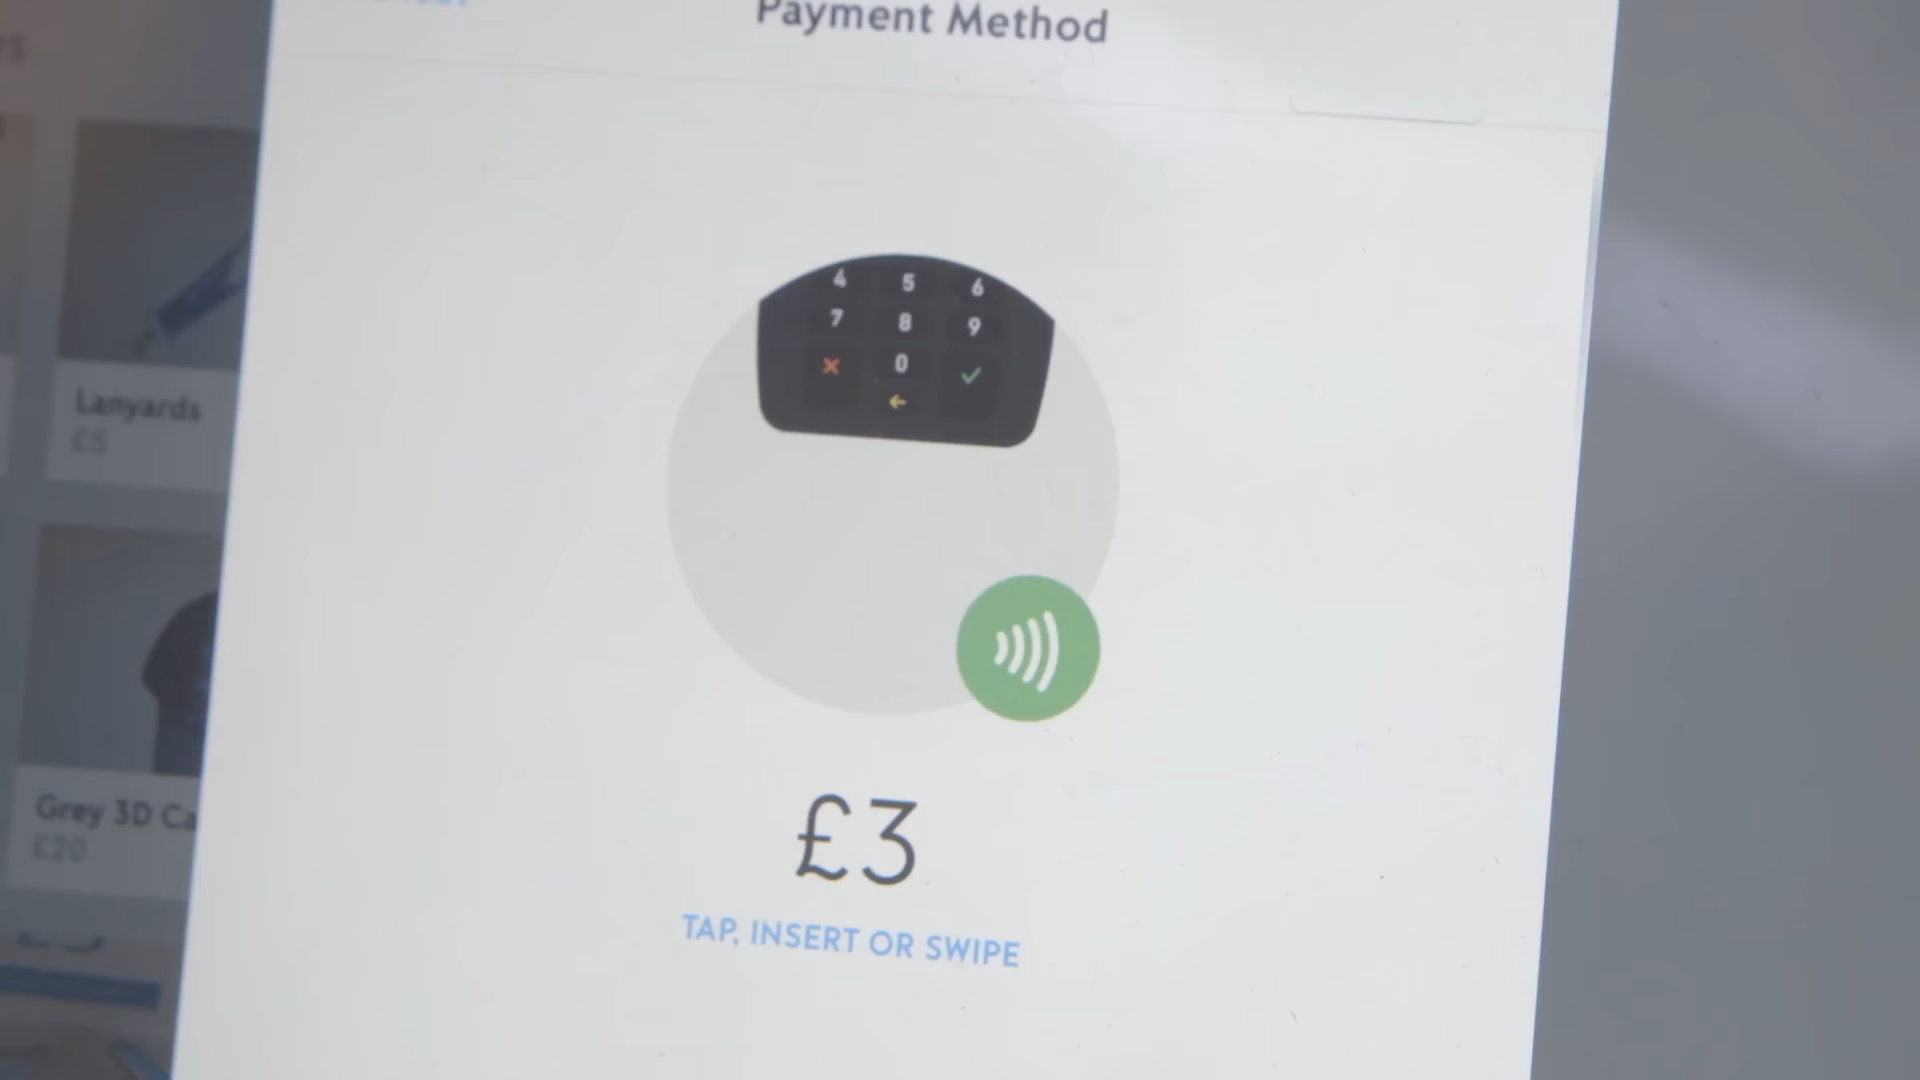 Payment Method
4 5 6
7 8 9
0
£3
TAP, INSERT OR SWIPE
Lanyards
£5
Grey 3D Ca
£20